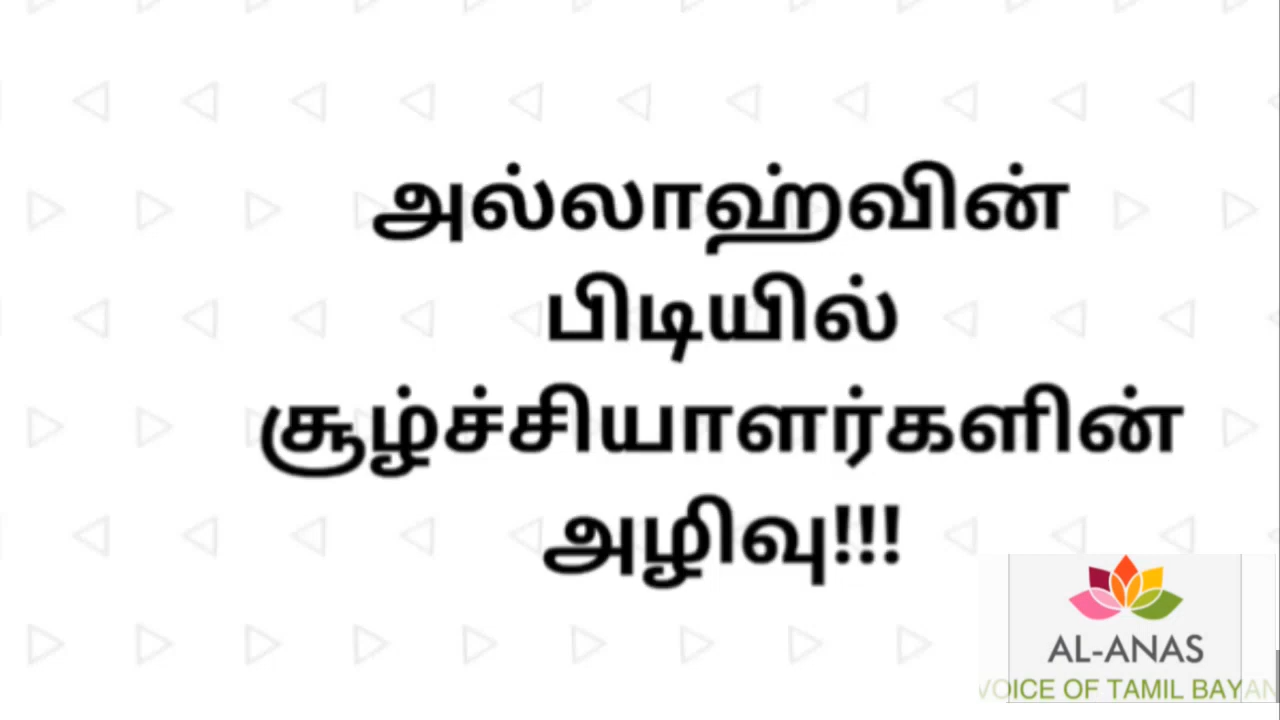 அல்லாஹ்வின்
பிடியில்
சூழ்ச்சியாளர்களின்
அழிவு!!!
AL-ANAS
VOICE OF TAMIL BAYAN